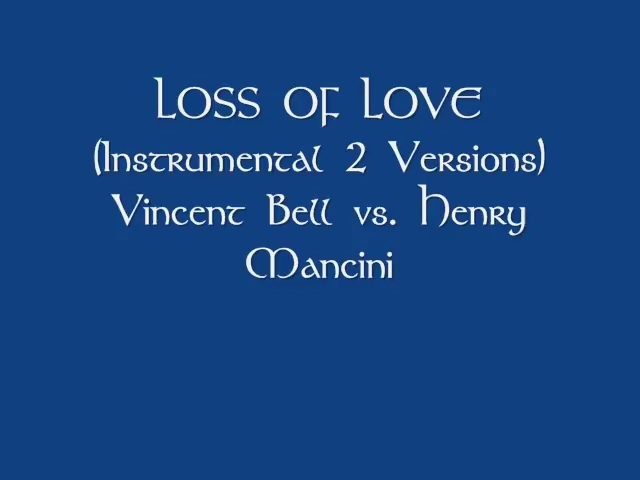 Loss of Love
(Instrumental 2 Versions)
Vincent Bell vs. Henry
Mancini